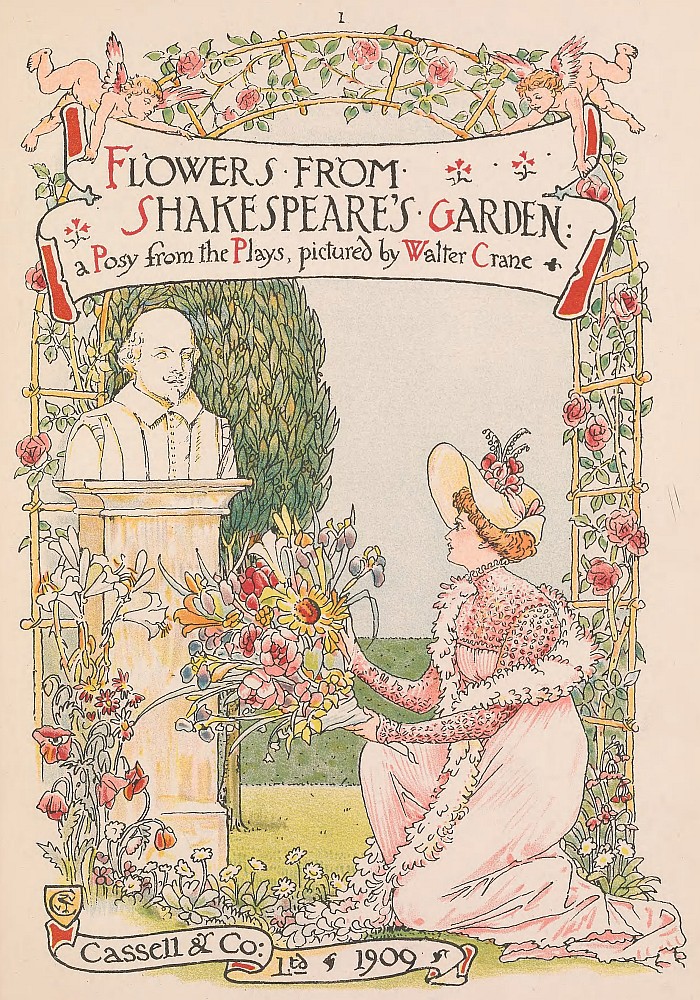 1
FLOWERS · FROM ·
SHAKESPEARE'S · GARDEN:
a Posy from the Plays, pictured by Walter Crane
Cassell & Co:
Ltd 1909